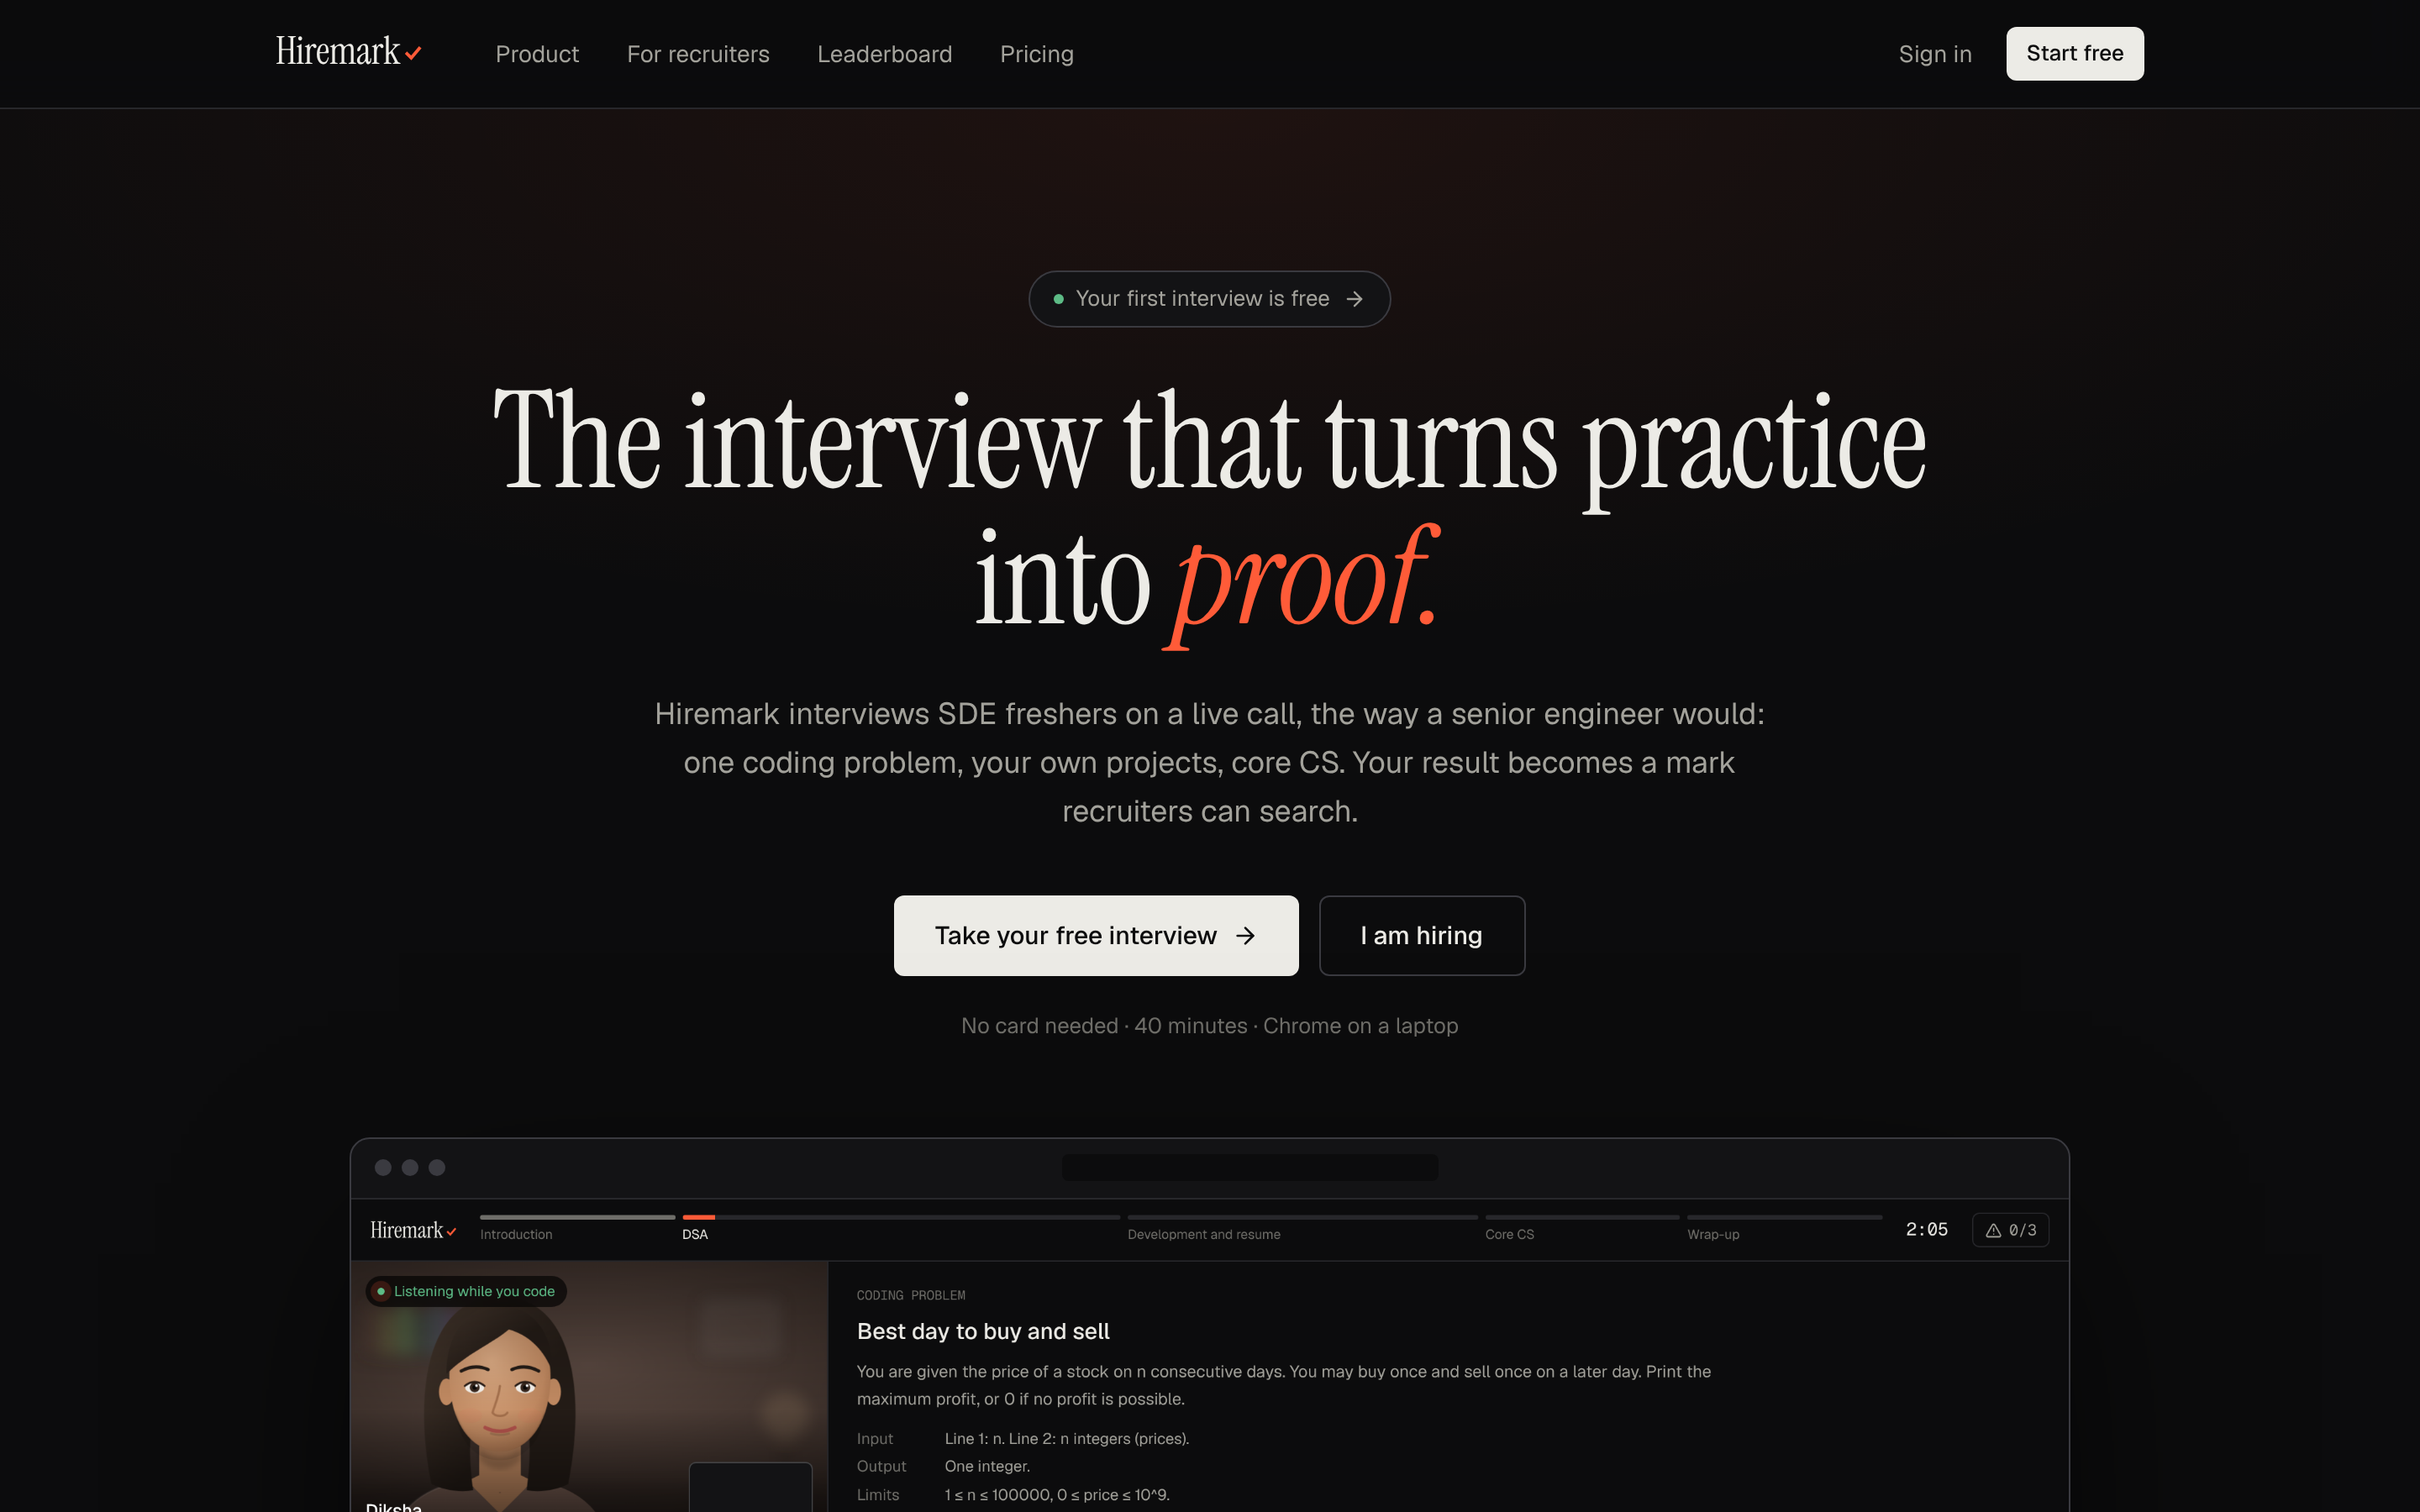 Hiremark Product For recruiters Leaderboard Pricing Sign in Start free
Your first interview is free →
The interview that turns practice
into proof.
Hiremark interviews SDE freshers on a live call, the way a senior engineer would:
one coding problem, your own projects, core CS. Your result becomes a mark
recruiters can search.
Take your free interview → I am hiring
No card needed · 40 minutes · Chrome on a laptop
Hiremark Introduction DSA Development and resume Core CS Wrap-up 2:05 0/3
Listening while you code
CODING PROBLEM
Best day to buy and sell
You are given the price of a stock on n consecutive days. You may buy once and sell once on a later day. Print the
maximum profit, or 0 if no profit is possible.
Input Line 1: n. Line 2: n integers (prices).
Output One integer.
Limits 1 ≤ n ≤ 100000, 0 ≤ price ≤ 10^9.
Diksha